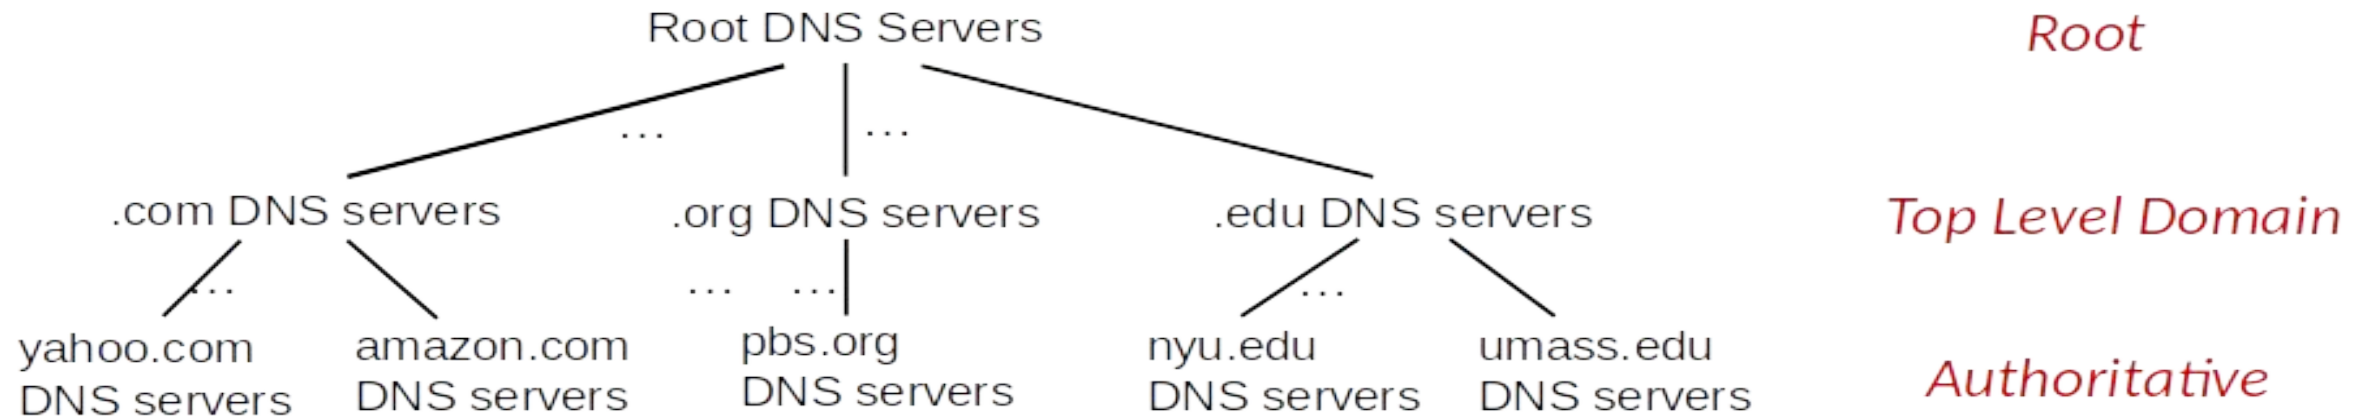 Root DNS Servers
Root
...
...
.com DNS servers
.org DNS servers
.edu DNS servers
Top Level Domain
...
...
...
...
yahoo.com
DNS servers
amazon.com
DNS servers
pbs.org
DNS servers
nyu.edu
DNS servers
umass.edu
DNS servers
Authoritative